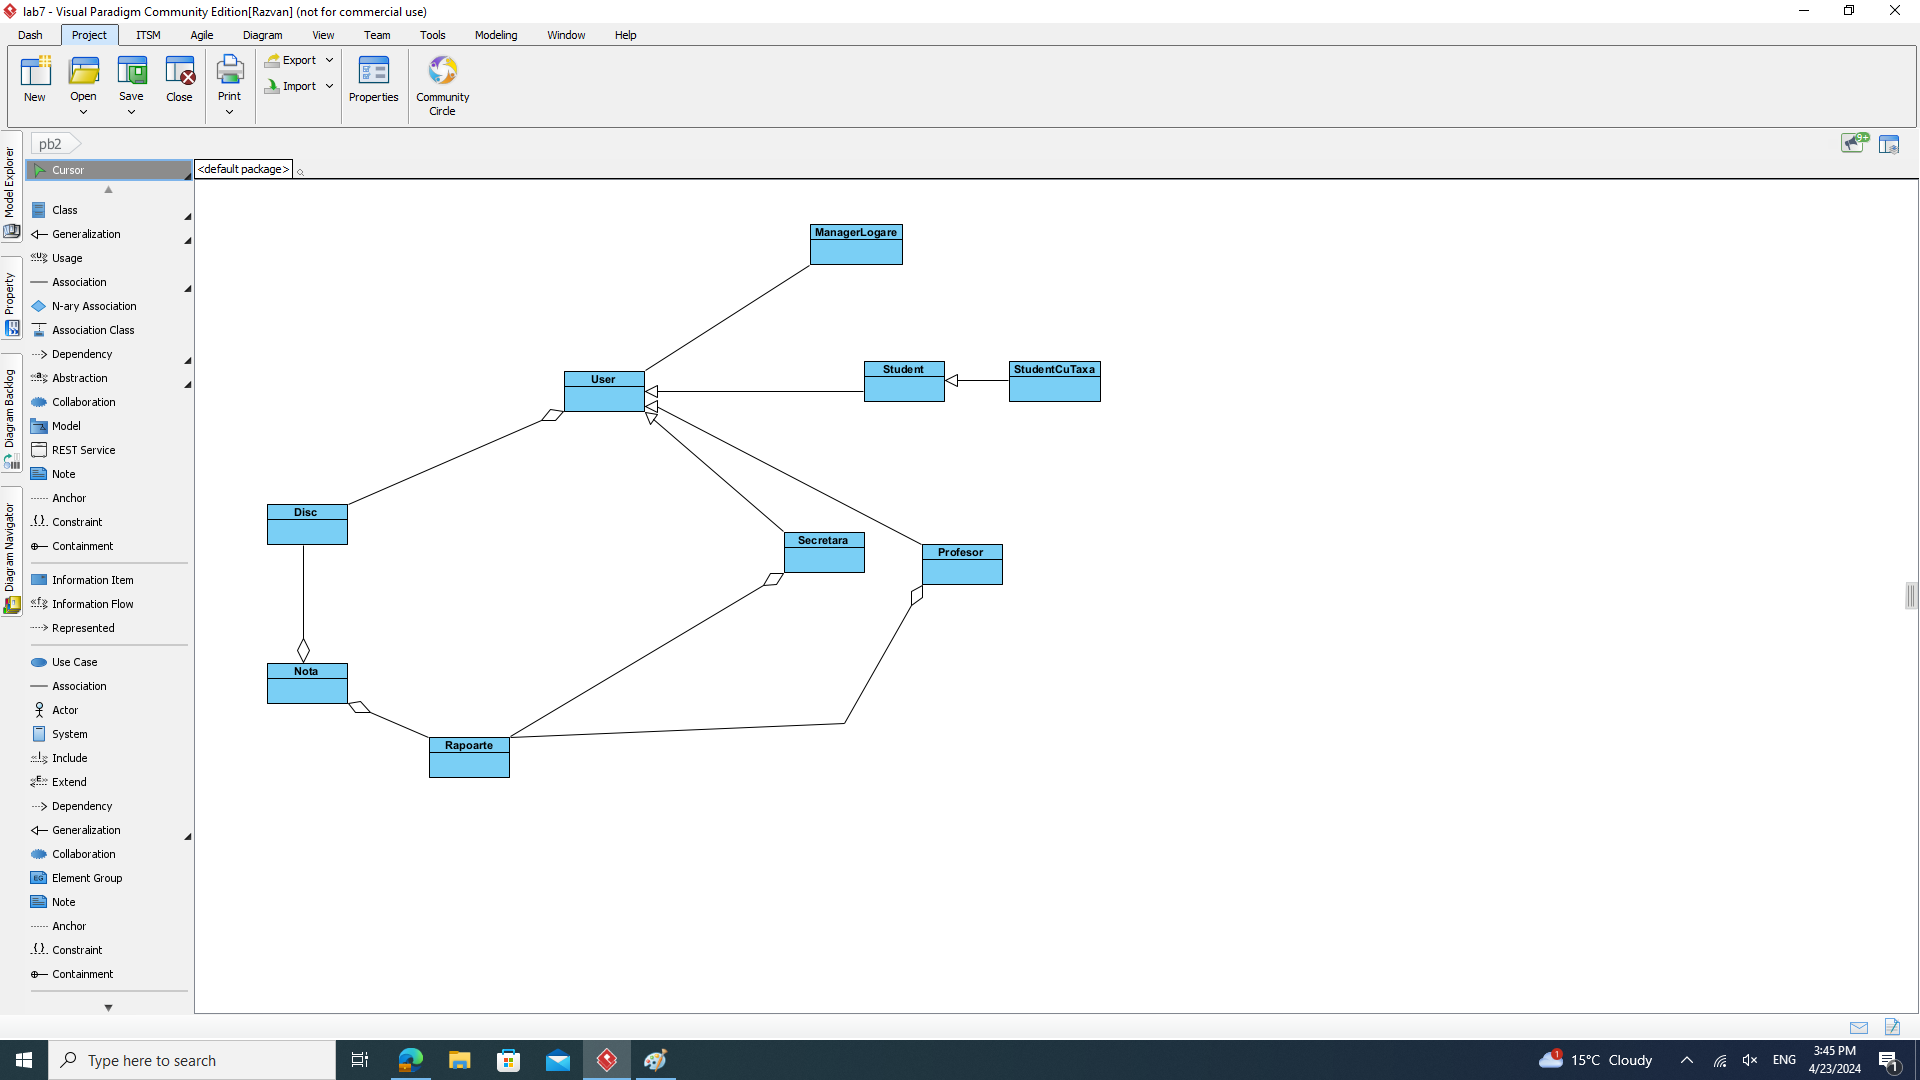 lab7 - Visual Paradigm Community Edition[Razvan] (not for commercial use)
Dash Project ITSM Agile Diagram View Team Tools Modeling Window Help
New Open Save Close Print Export Import Properties Community Circle
pb2
9+
Model Explorer
Property
Diagram Backlog
Diagram Navigator
Cursor
<default package>
Class
Generalization
Usage
Association
N-ary Association
Association Class
Dependency
Abstraction
Collaboration
Model
REST Service
Note
Anchor
Constraint
Containment
Information Item
Information Flow
Represented
Use Case
Association
Actor
System
Include
Extend
Dependency
Generalization
Collaboration
Element Group
Note
Anchor
Constraint
Containment
ManagerLogare
User
Student
StudentCuTaxa
Disc
Secretara
Profesor
Nota
Rapoarte
Type here to search
1
15°C Cloudy
ENG
3:45 PM
4/23/2024
1